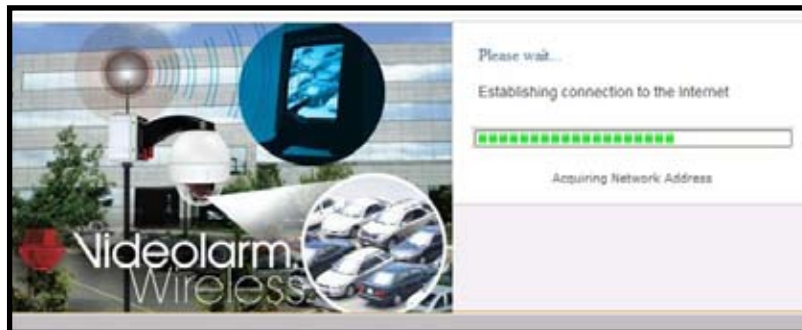 Please wait...
Establishing connection to the Internet
Acquiring Network Address
Videolarm
Wireless